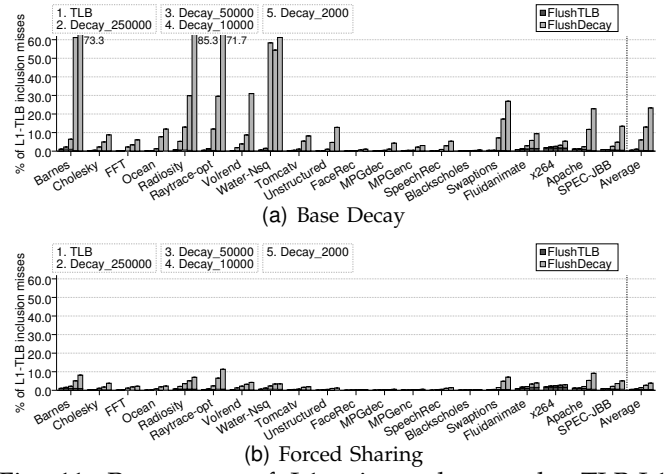 1. TLB 3. Decay_50000 5. Decay_2000
2. Decay_250000 4. Decay_10000
FlushTLB
FlushDecay
% of L1-TLB inclusion misses
60.0
50.0
40.0
30.0
20.0
10.0
0.0
73.3 85.3 71.7
Barnes Cholesky FFT Ocean Radiosity Raytrace-opt Volrend Water-Nsq Tomcatv Unstructured FaceRec MPGdec MPGenc SpeechRec Blackscholes Swaptions Fluidanimate x264 Apache SPEC-JBB Average
(a) Base Decay
1. TLB 3. Decay_50000 5. Decay_2000
2. Decay_250000 4. Decay_10000
FlushTLB
FlushDecay
% of L1-TLB inclusion misses
60.0
50.0
40.0
30.0
20.0
10.0
0.0
Barnes Cholesky FFT Ocean Radiosity Raytrace-opt Volrend Water-Nsq Tomcatv Unstructured FaceRec MPGdec MPGenc SpeechRec Blackscholes Swaptions Fluidanimate x264 Apache SPEC-JBB Average
(b) Forced Sharing